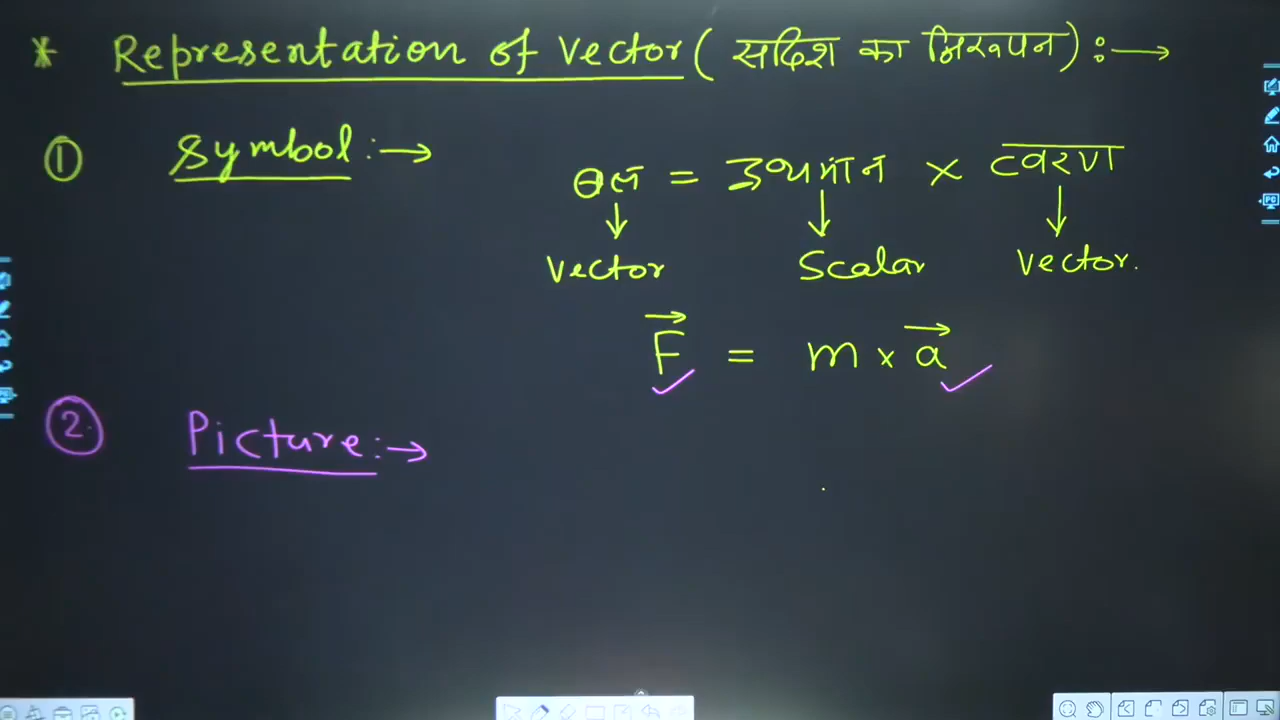 * Representation of vector ( सदिश का निरूपण ) :→
① Symbol :→
बल = द्रव्यमान × त्वरण
↓ ↓ ↓
vector Scalar vector.
F⃗ = m × a⃗
② Picture :→